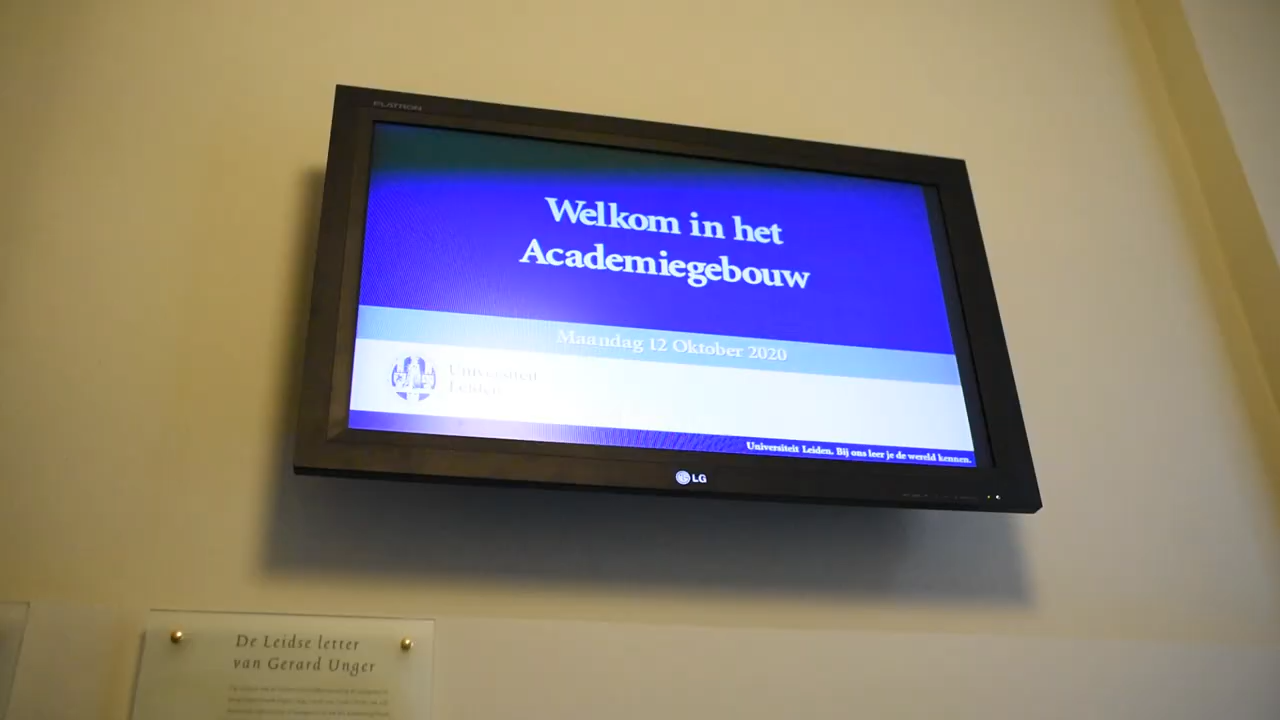 FLATRON
Welkom in het
Academiegebouw
Maandag 12 Oktober 2020
Universiteit
Leiden
Universiteit Leiden. Bij ons leer je de wereld kennen.
LG
De Leidse letter
van Gerard Unger